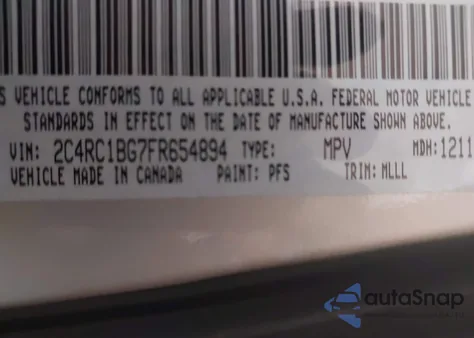 S VEHICLE CONFORMS TO ALL APPLICABLE U.S.A. FEDERAL MOTOR VEHICLE
STANDARDS IN EFFECT ON THE DATE OF MANUFACTURE SHOWN ABOVE.
VIN: 2C4RC1BG7FR654894 TYPE: MPV MDH: 1211
VEHICLE MADE IN CANADA PAINT: PFS TRIM: MLLL
autaSnap